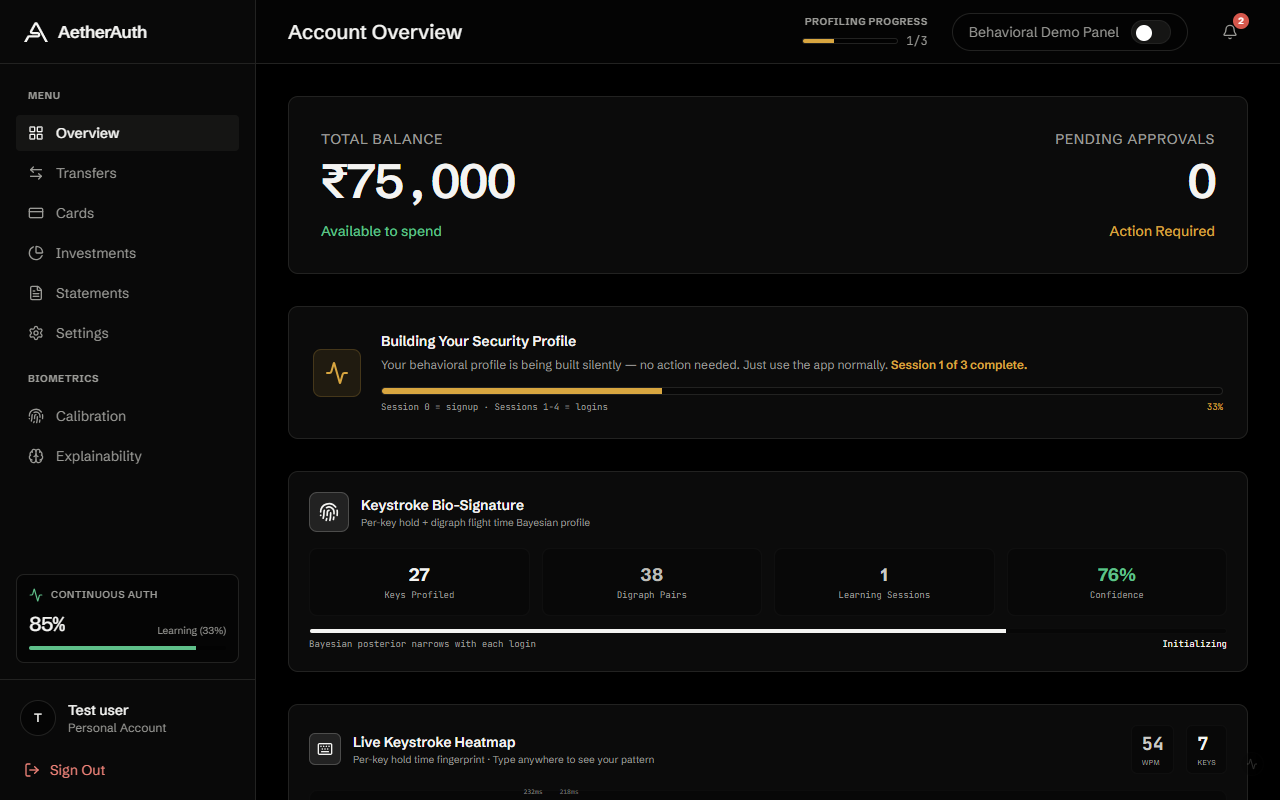 AetherAuth
MENU
Overview
Transfers
Cards
Investments
Statements
Settings
BIOMETRICS
Calibration
Explainability
CONTINUOUS AUTH
85%
Learning (33%)
T
Test user
Personal Account
Sign Out
Account Overview
PROFILING PROGRESS
1/3
Behavioral Demo Panel
2
TOTAL BALANCE
₹75,000
Available to spend
PENDING APPROVALS
0
Action Required
Building Your Security Profile
Your behavioral profile is being built silently — no action needed. Just use the app normally. Session 1 of 3 complete.
Session 0 = signup · Sessions 1-4 = logins
33%
Keystroke Bio-Signature
Per-key hold + digraph flight time Bayesian profile
27
Keys Profiled
38
Digraph Pairs
1
Learning Sessions
76%
Confidence
Bayesian posterior narrows with each login
Initializing
Live Keystroke Heatmap
Per-key hold time fingerprint · Type anywhere to see your pattern
54
WPM
7
KEYS
232ms
218ms